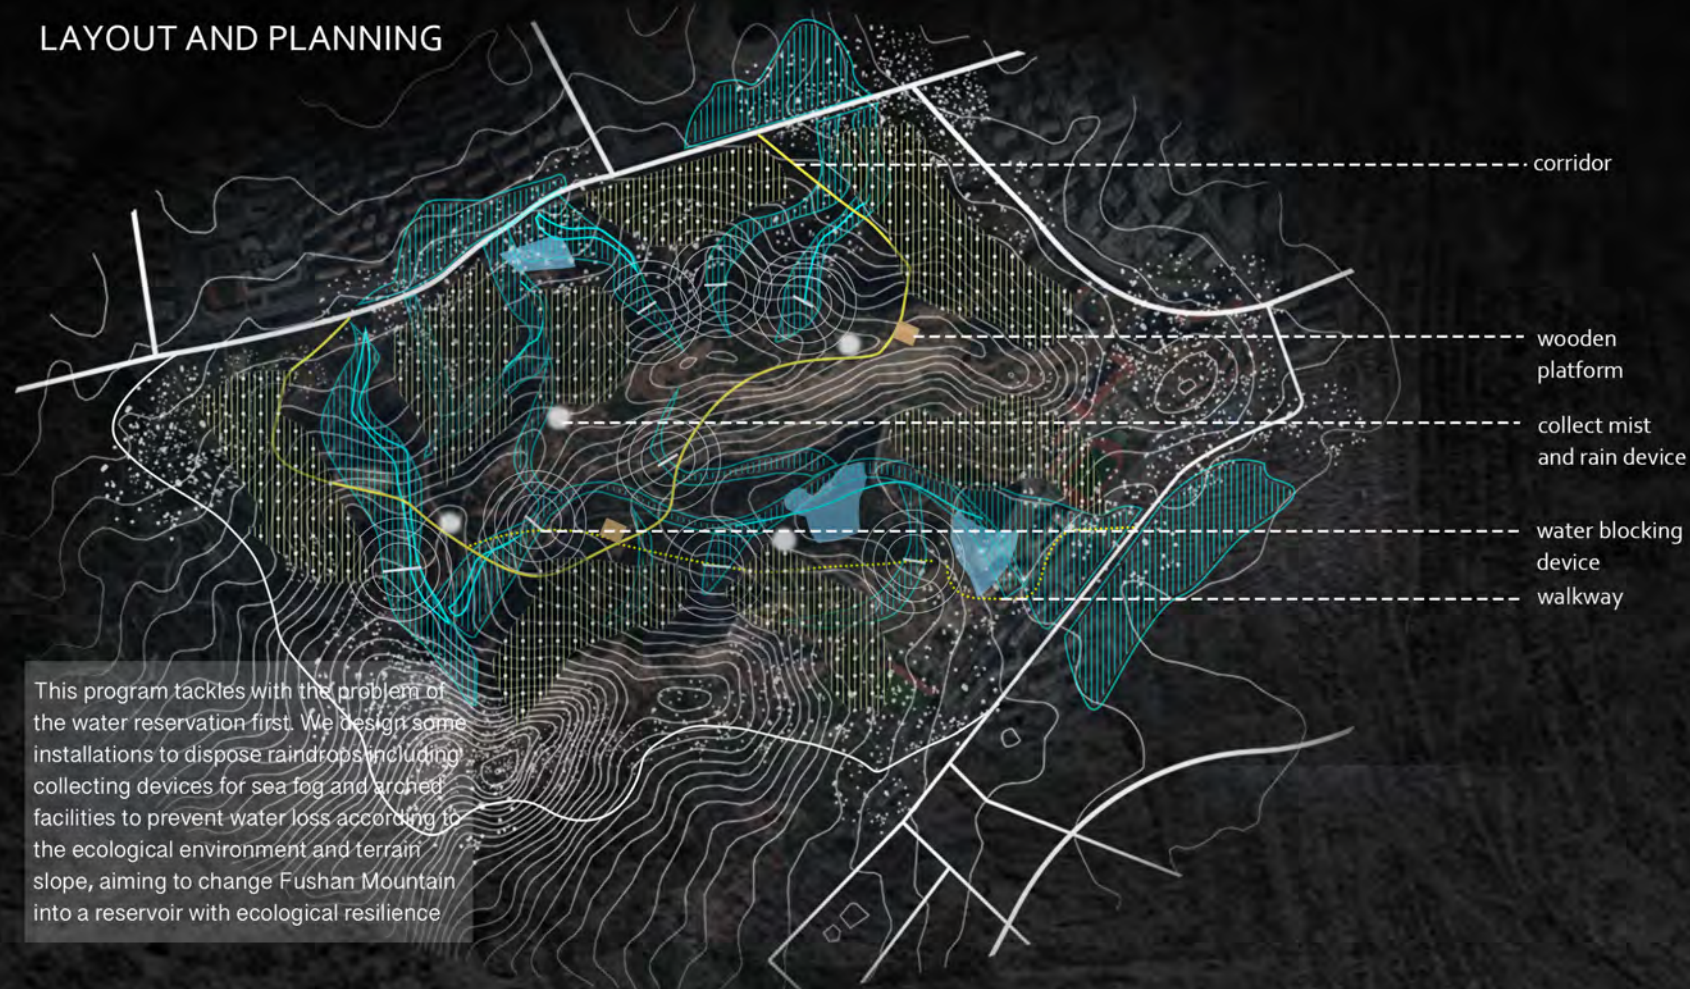 LAYOUT AND PLANNING
corridor
wooden
platform
collect mist
and rain device
water blocking
device
walkway
This program tackles with the problem of
the water reservation first. We design some
installations to dispose raindrops including
collecting devices for sea fog and arched
facilities to prevent water loss according to
the ecological environment and terrain
slope, aiming to change Fushan Mountain
into a reservoir with ecological resilience